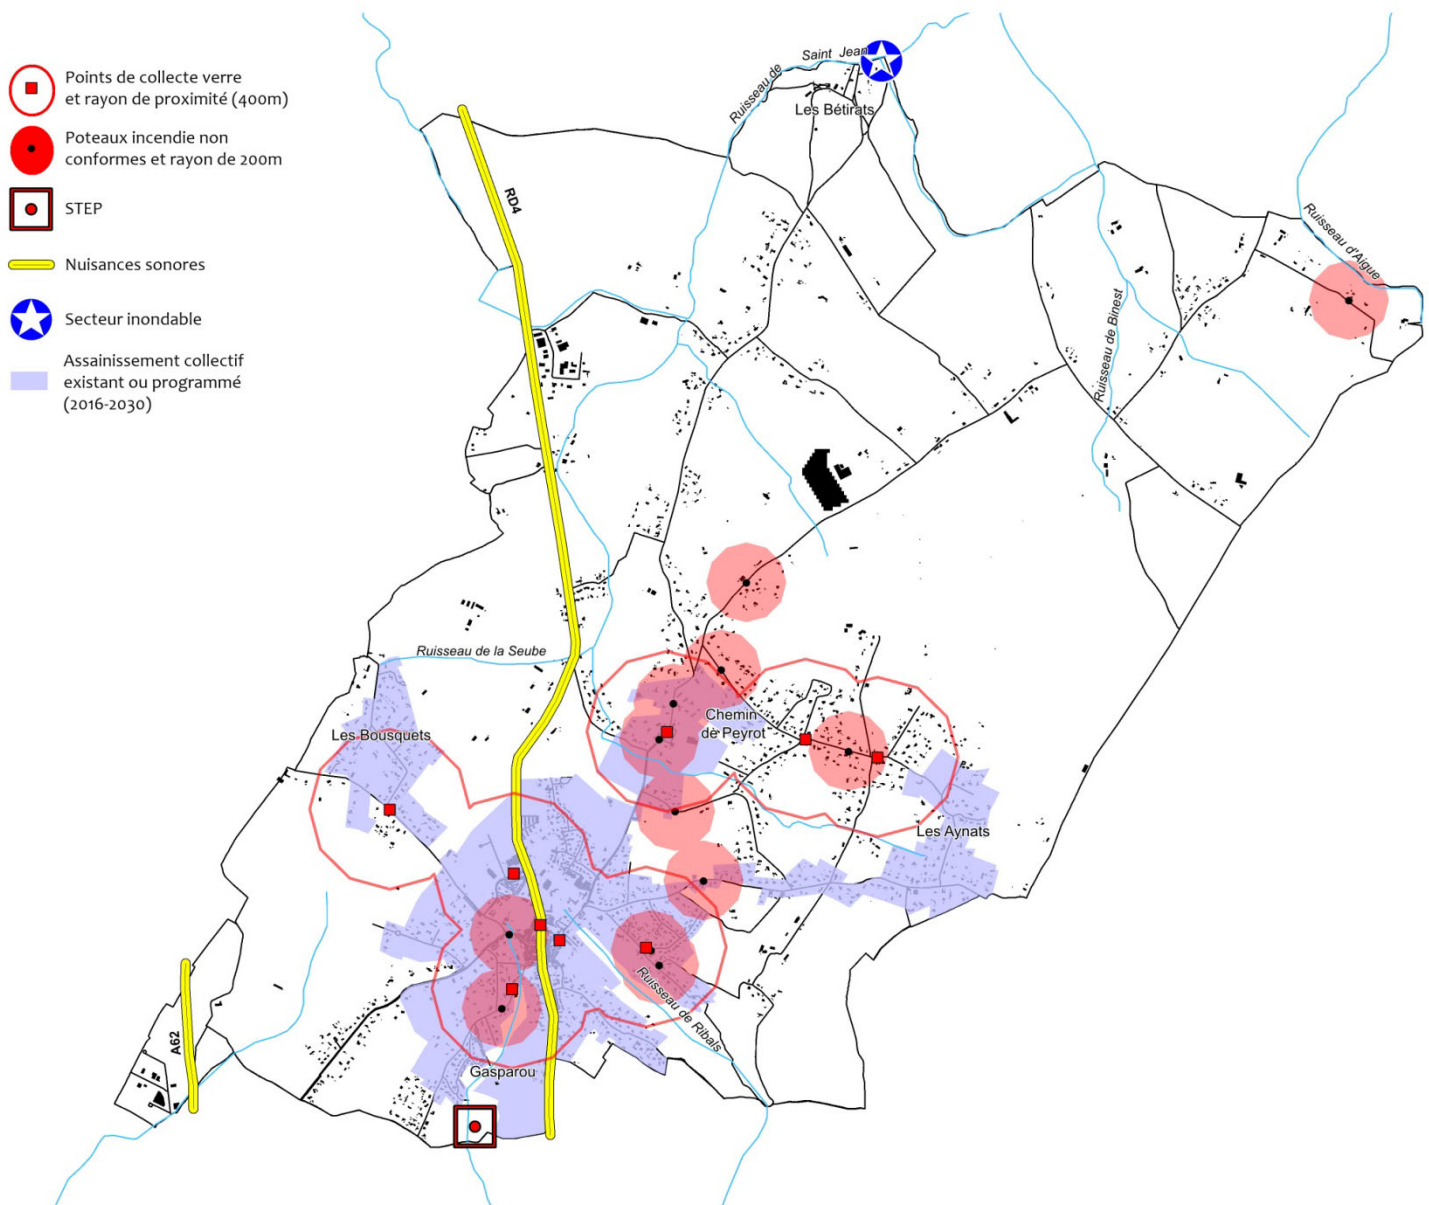 Points de collecte verre
et rayon de proximité (400m)
Poteaux incendie non
conformes et rayon de 200m
STEP
Nuisances sonores
Secteur inondable
Assainissement collectif
existant ou programmé
(2016-2030)
Ruisseau de Saint Jean
Les Bétirats
RD4
Ruisseau d'Aigue
Ruisseau de Binest
Ruisseau de la Seube
Les Bousquets
Chemin
de Peyrot
Les Aynats
Ruisseau de Ribals
A62
Gasparou